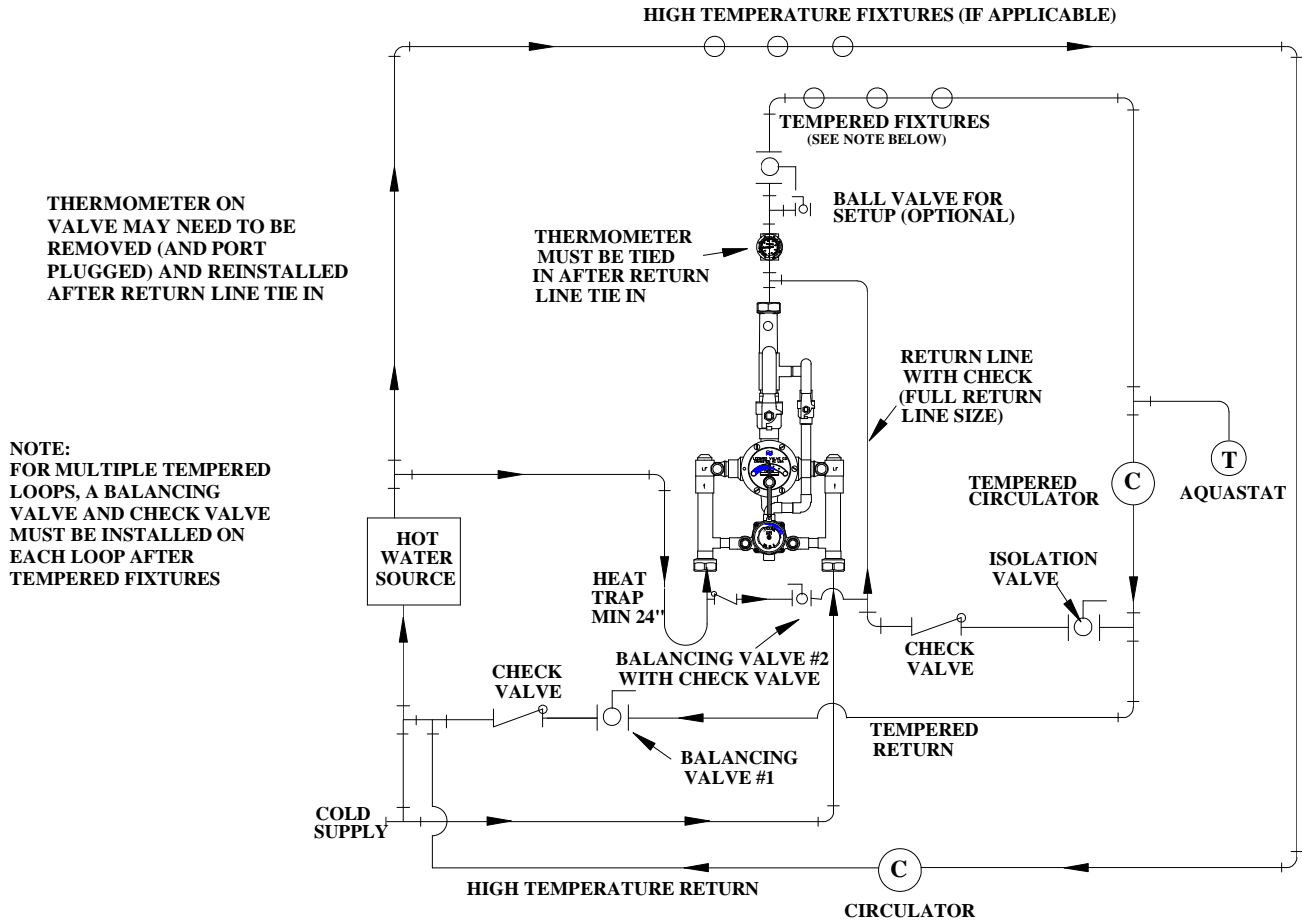 HIGH TEMPERATURE FIXTURES (IF APPLICABLE)
TEMPERED FIXTURES
(SEE NOTE BELOW)
THERMOMETER ON
VALVE MAY NEED TO BE
REMOVED (AND PORT
PLUGGED) AND REINSTALLED
AFTER RETURN LINE TIE IN
BALL VALVE FOR
SETUP (OPTIONAL)
THERMOMETER
MUST BE TIED
IN AFTER RETURN
LINE TIE IN
RETURN LINE
WITH CHECK
(FULL RETURN
LINE SIZE)
NOTE:
FOR MULTIPLE TEMPERED
LOOPS, A BALANCING
VALVE AND CHECK VALVE
MUST BE INSTALLED ON
EACH LOOP AFTER
TEMPERED FIXTURES
HOT
WATER
SOURCE
TEMPERED
CIRCULATOR
C
T
AQUASTAT
HEAT
TRAP
MIN 24"
ISOLATION
VALVE
BALANCING VALVE #2
WITH CHECK VALVE
CHECK
VALVE
CHECK
VALVE
TEMPERED
RETURN
BALANCING
VALVE #1
COLD
SUPPLY
HIGH TEMPERATURE RETURN
C
CIRCULATOR